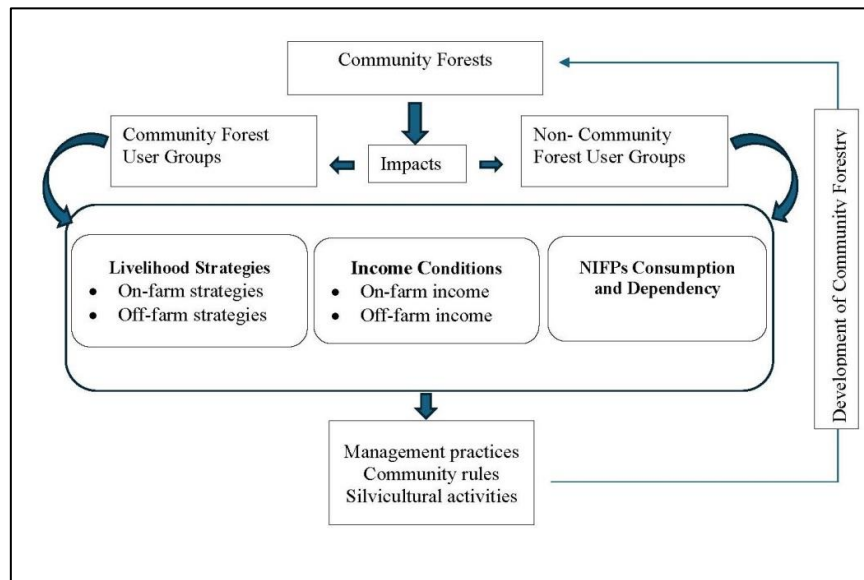 Community Forests
Community Forest
User Groups
Impacts
Non- Community
Forest User Groups
Livelihood Strategies
• On-farm strategies
• Off-farm strategies
Income Conditions
• On-farm income
• Off-farm income
NIFPs Consumption
and Dependency
Management practices
Community rules
Silvicultural activities
Development of Community Forestry